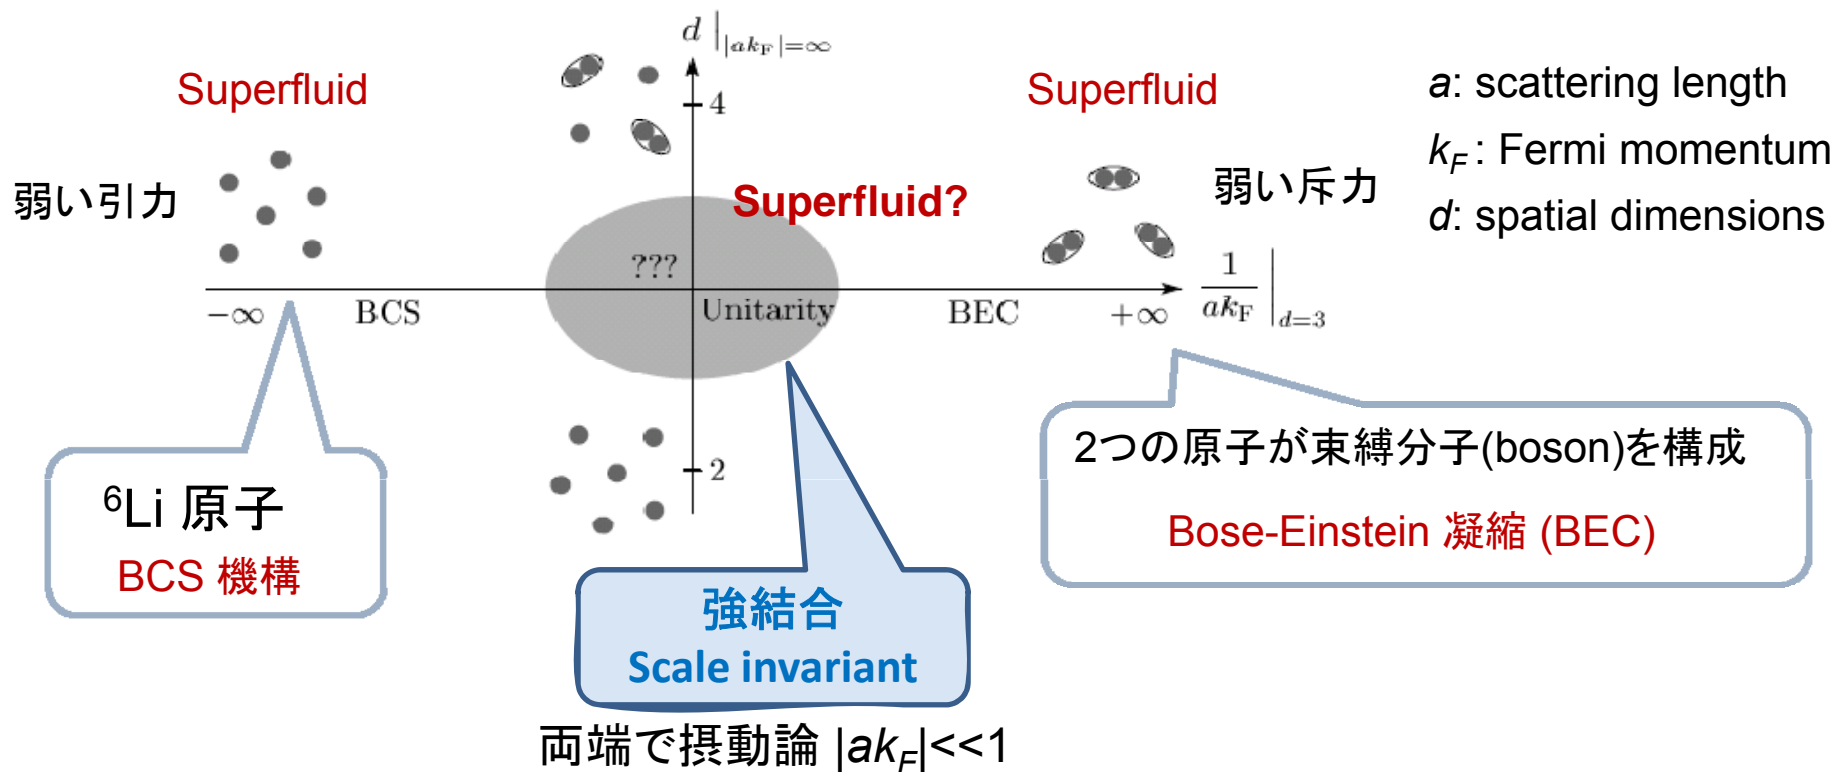 d |_{|ak_F|=∞}
Superfluid
4
Superfluid
a: scattering length
k_F : Fermi momentum
d: spatial dimensions
弱い引力
Superfluid?
弱い斥力
???
−∞
BCS
Unitarity
BEC
+∞
1/(ak_F) |_{d=3}
2
⁶Li 原子
BCS 機構
2つの原子が束縛分子(boson)を構成
Bose-Einstein 凝縮 (BEC)
強結合
Scale invariant
両端で摂動論 |ak_F|<<1